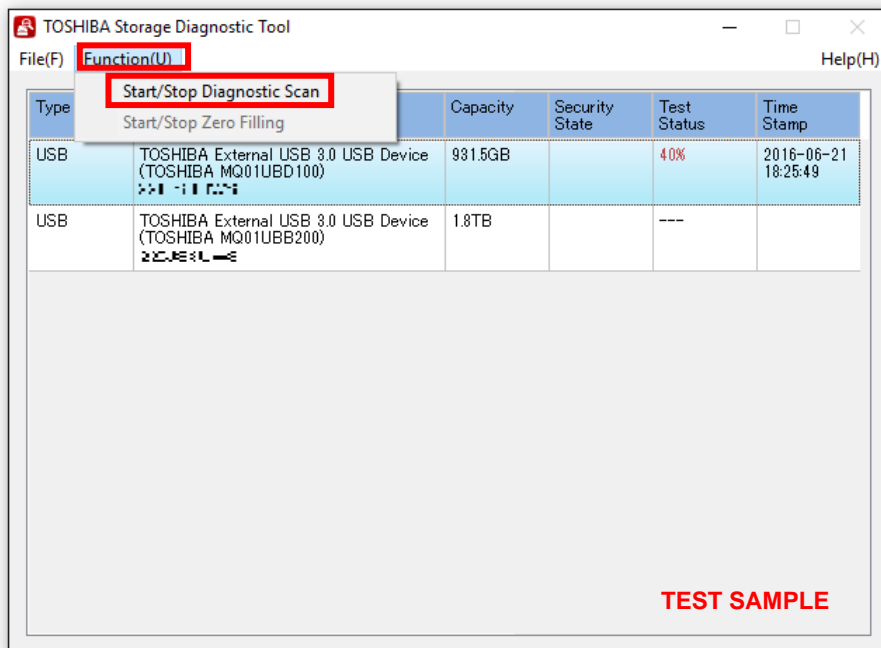 TOSHIBA Storage Diagnostic Tool
File(F) Function(U) Help(H)
Start/Stop Diagnostic Scan
Start/Stop Zero Filling
Type Capacity Security State Test Status Time Stamp
USB TOSHIBA External USB 3.0 USB Device 931.5GB 40% 2016-06-21
(TOSHIBA MQ01UBD100) 18:25:49
USB TOSHIBA External USB 3.0 USB Device 1.8TB ---
(TOSHIBA MQ01UBB200)
TEST SAMPLE